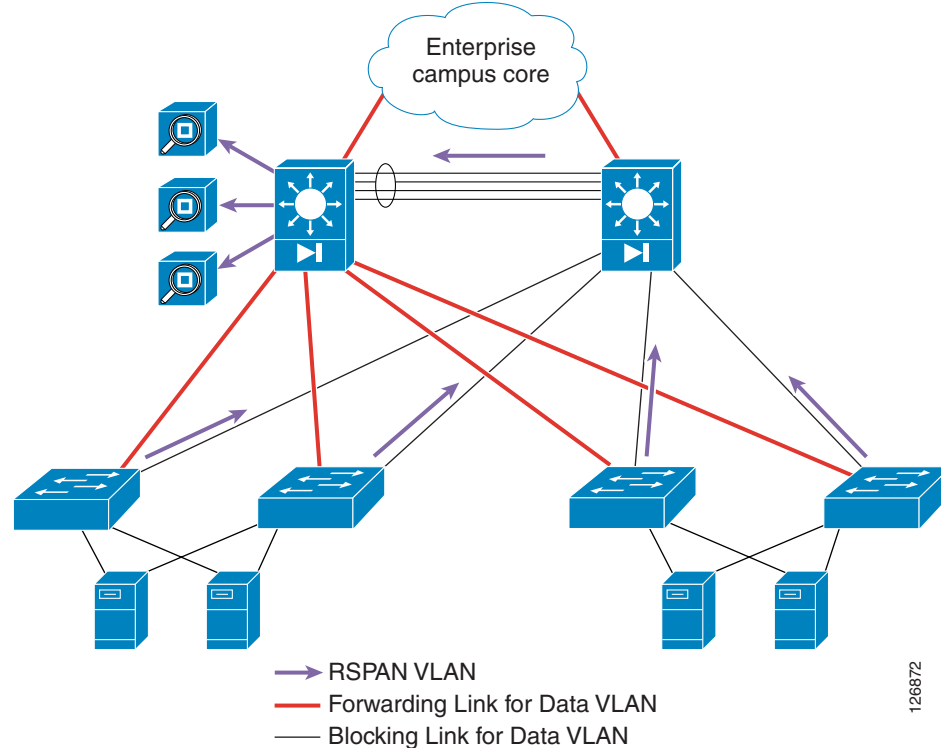 Enterprise
campus core
RSPAN VLAN
Forwarding Link for Data VLAN
Blocking Link for Data VLAN
126872